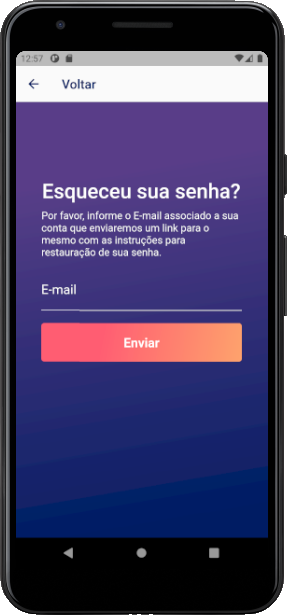 12:57
Voltar
Esqueceu sua senha?
Por favor, informe o E-mail associado a sua
conta que enviaremos um link para o
mesmo com as instruções para
restauração de sua senha.
E-mail
Enviar